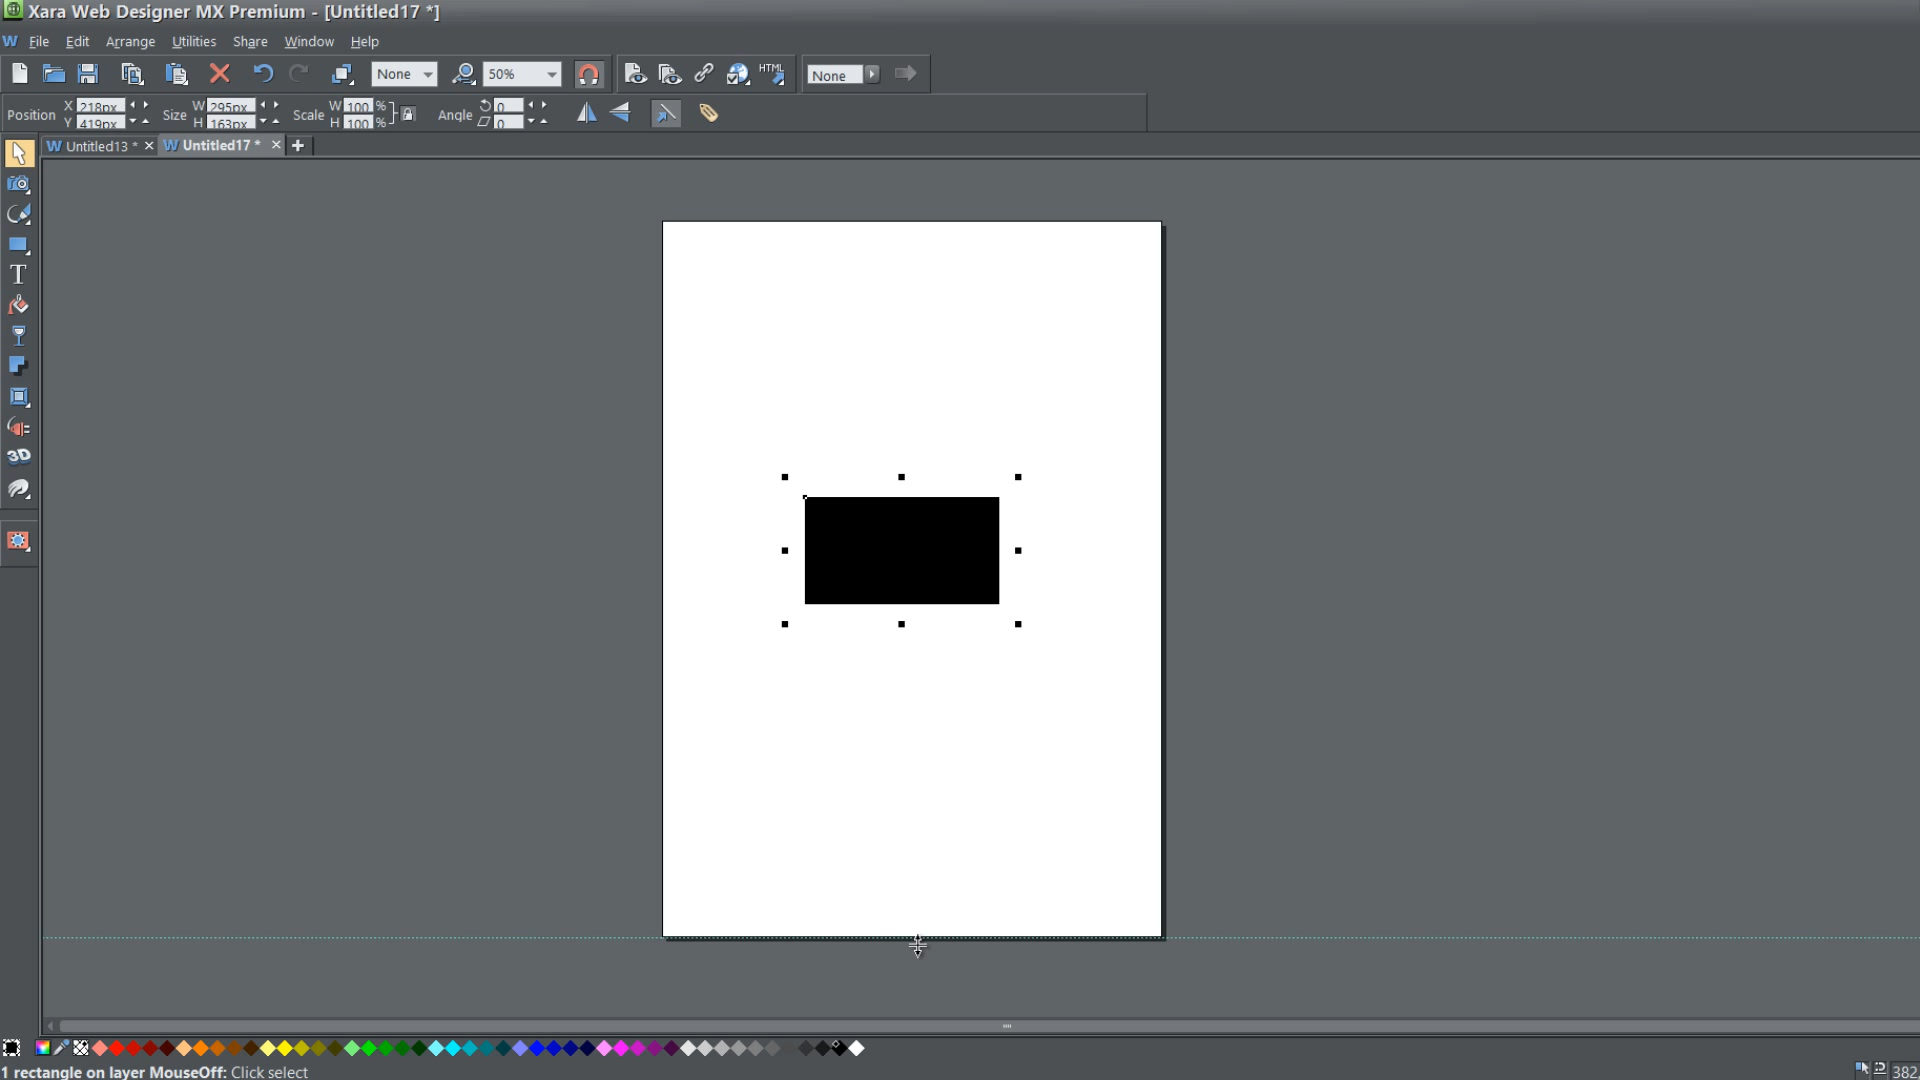 Xara Web Designer MX Premium - [Untitled17 *]
W File Edit Arrange Utilities Share Window Help
None 50% HTML None
Position X 218px Size W 295px Scale W 100 % Angle 0
Y 419px H 163px H 100 % 0
W Untitled13 * W Untitled17 *
T
3D
1 rectangle on layer MouseOff: Click select 382